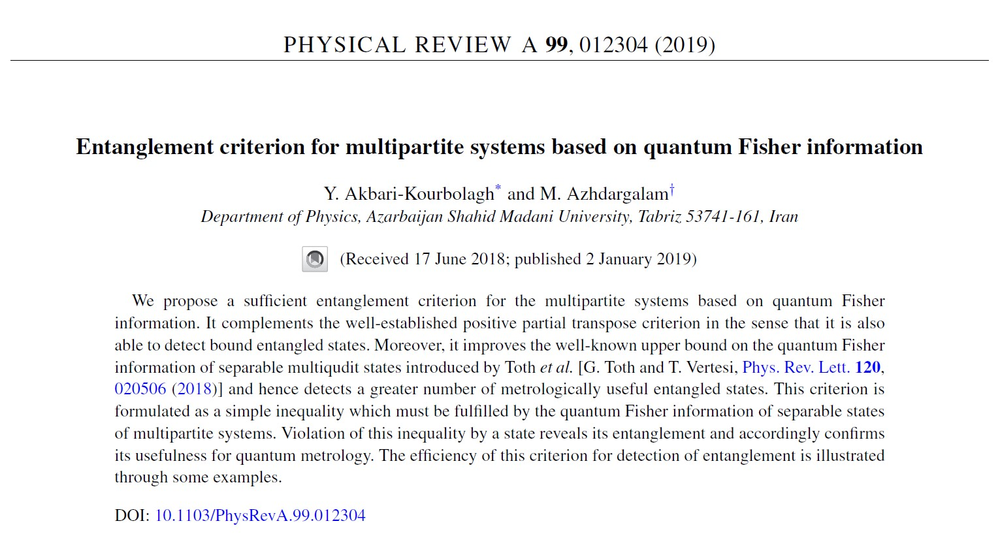 PHYSICAL REVIEW A 99, 012304 (2019)
Entanglement criterion for multipartite systems based on quantum Fisher information
Y. Akbari-Kourbolagh* and M. Azhdargalam†
Department of Physics, Azarbaijan Shahid Madani University, Tabriz 53741-161, Iran
(Received 17 June 2018; published 2 January 2019)
We propose a sufficient entanglement criterion for the multipartite systems based on quantum Fisher
information. It complements the well-established positive partial transpose criterion in the sense that it is also
able to detect bound entangled states. Moreover, it improves the well-known upper bound on the quantum Fisher
information of separable multiqudit states introduced by Toth et al. [G. Toth and T. Vertesi, Phys. Rev. Lett. 120,
020506 (2018)] and hence detects a greater number of metrologically useful entangled states. This criterion is
formulated as a simple inequality which must be fulfilled by the quantum Fisher information of separable states
of multipartite systems. Violation of this inequality by a state reveals its entanglement and accordingly confirms
its usefulness for quantum metrology. The efficiency of this criterion for detection of entanglement is illustrated
through some examples.
DOI: 10.1103/PhysRevA.99.012304